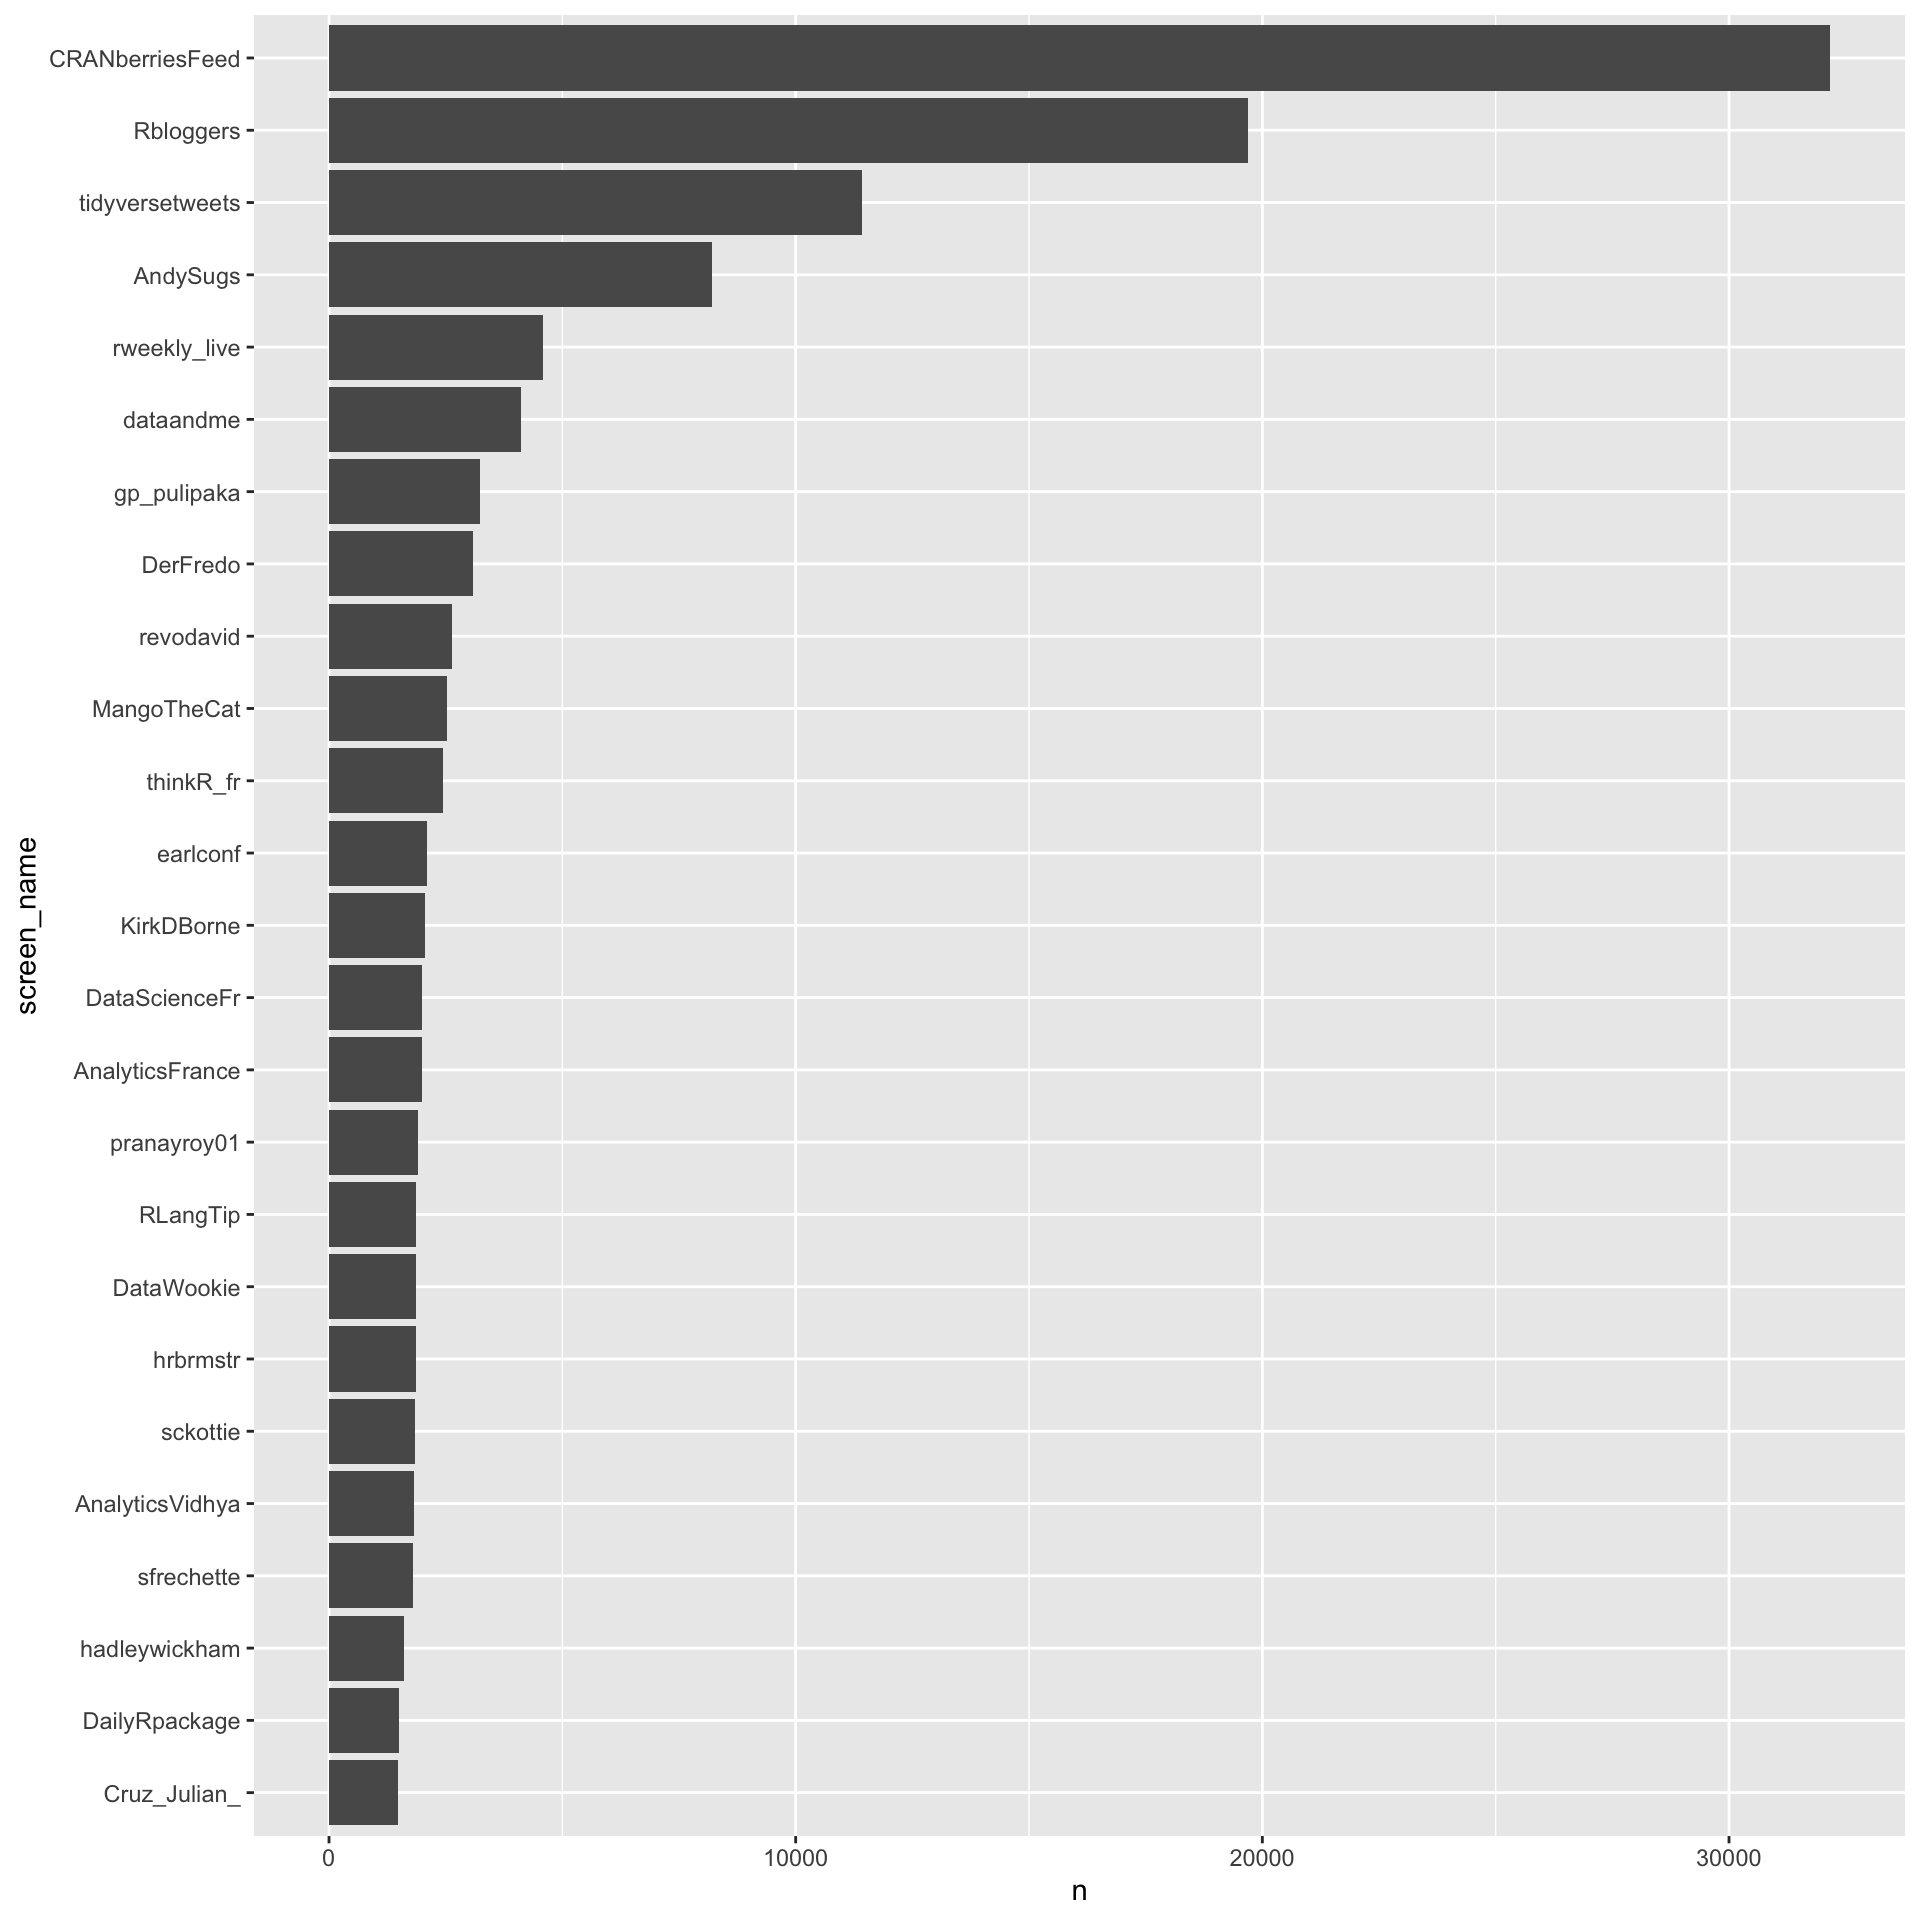 CRANberriesFeed
Rbloggers
tidyversetweets
AndySugs
rweekly_live
dataandme
gp_pulipaka
DerFredo
revodavid
MangoTheCat
thinkR_fr
earlconf
KirkDBorne
DataScienceFr
AnalyticsFrance
pranayroy01
RLangTip
DataWookie
hrbrmstr
sckottie
AnalyticsVidhya
sfrechette
hadleywickham
DailyRpackage
Cruz_Julian_
screen_name
0 10000 20000 30000
n